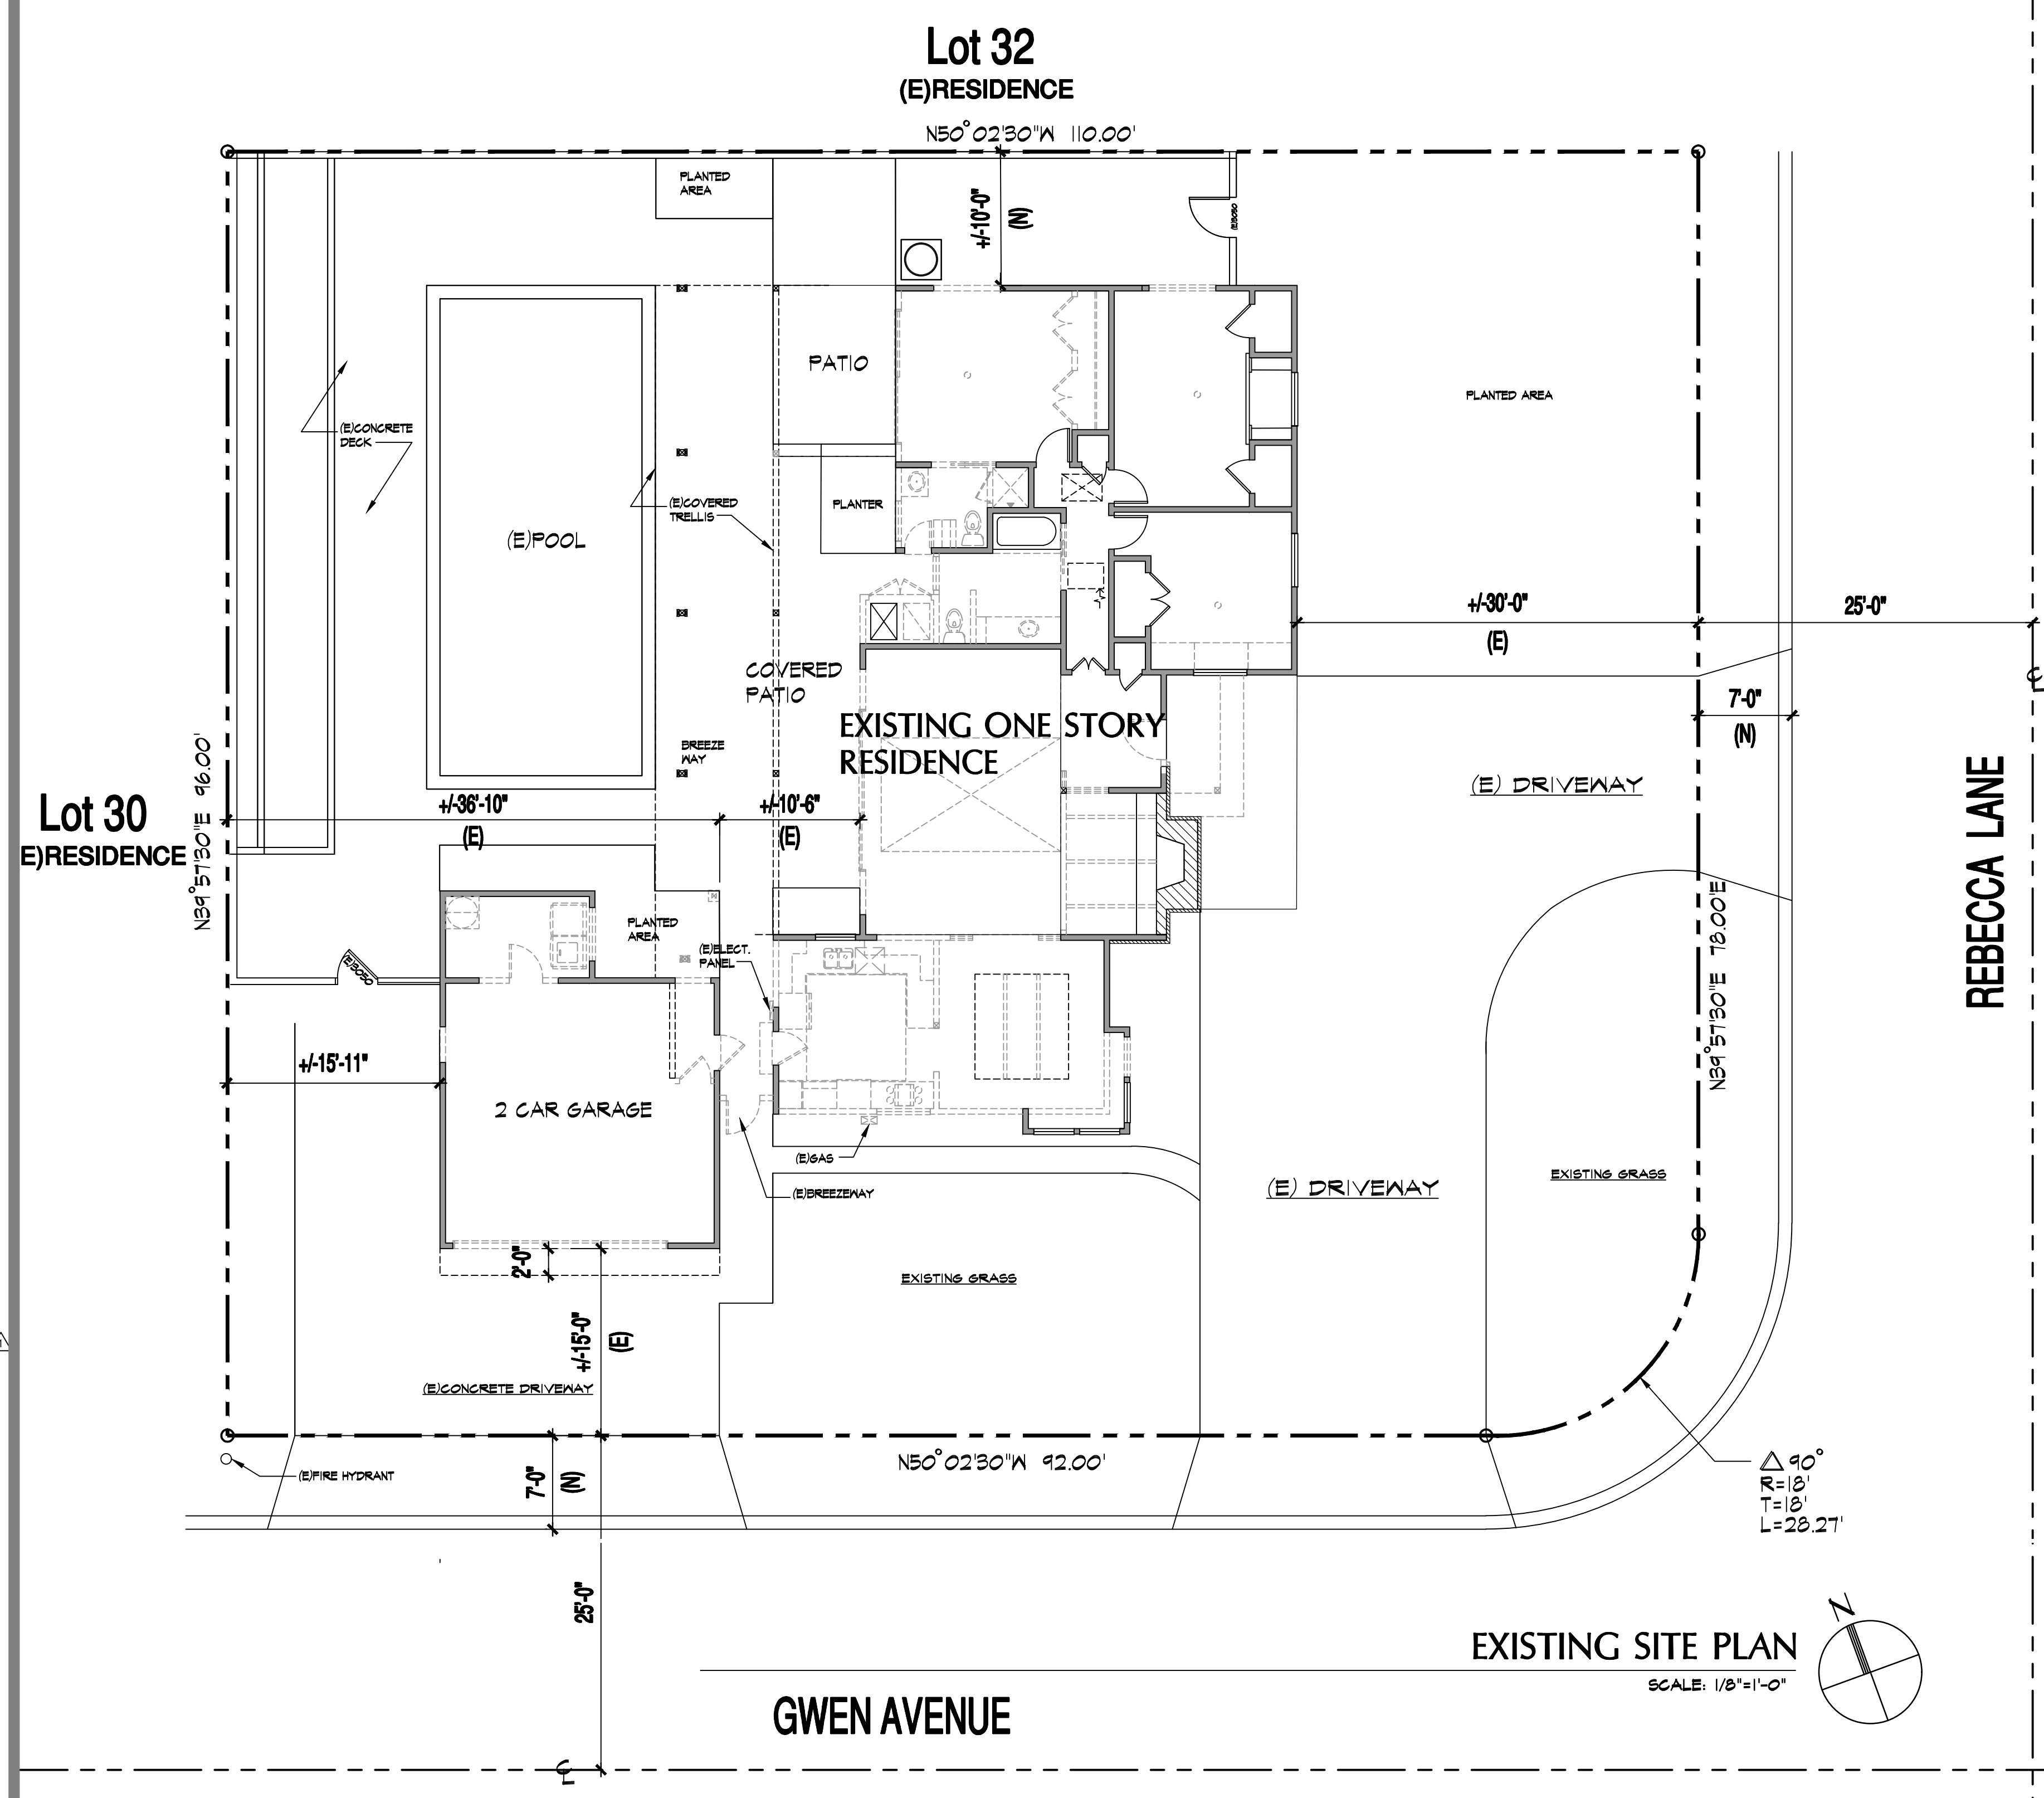 Lot 32
(E)RESIDENCE
N50°02'30"W 110.00'
PLANTED
AREA
+/-10'-0"
(N)
(E)3050
PATIO
PLANTED AREA
(E)CONCRETE
DECK
(E)COVERED
TRELLIS
PLANTER
(E)POOL
+/-30'-0"
(E)
25'-0"
COVERED
PATIO
EXISTING ONE STORY
RESIDENCE
7'-0"
(N)
BREEZE
WAY
(E) DRIVEWAY
Lot 30
E)RESIDENCE
N39°57'30"E 96.00'
+/-36'-10"
(E)
+/-10'-6"
(E)
REBECCA LANE
N39°57'30"E 78.00'E
PLANTED
AREA
(E)ELECT.
PANEL
(E)3050
+/-15'-11"
2 CAR GARAGE
(E)GAS
(E)BREEZEWAY
(E) DRIVEWAY
EXISTING GRASS
2'-0"
EXISTING GRASS
+/-15'-0"
(E)
(E)CONCRETE DRIVEWAY
N50°02'30"W 92.00'
(E)FIRE HYDRANT
7'-0"
(N)
△ 90°
R=18'
T=18'
L=28.27'
25'-0"
N
EXISTING SITE PLAN
SCALE: 1/8"=1'-0"
GWEN AVENUE